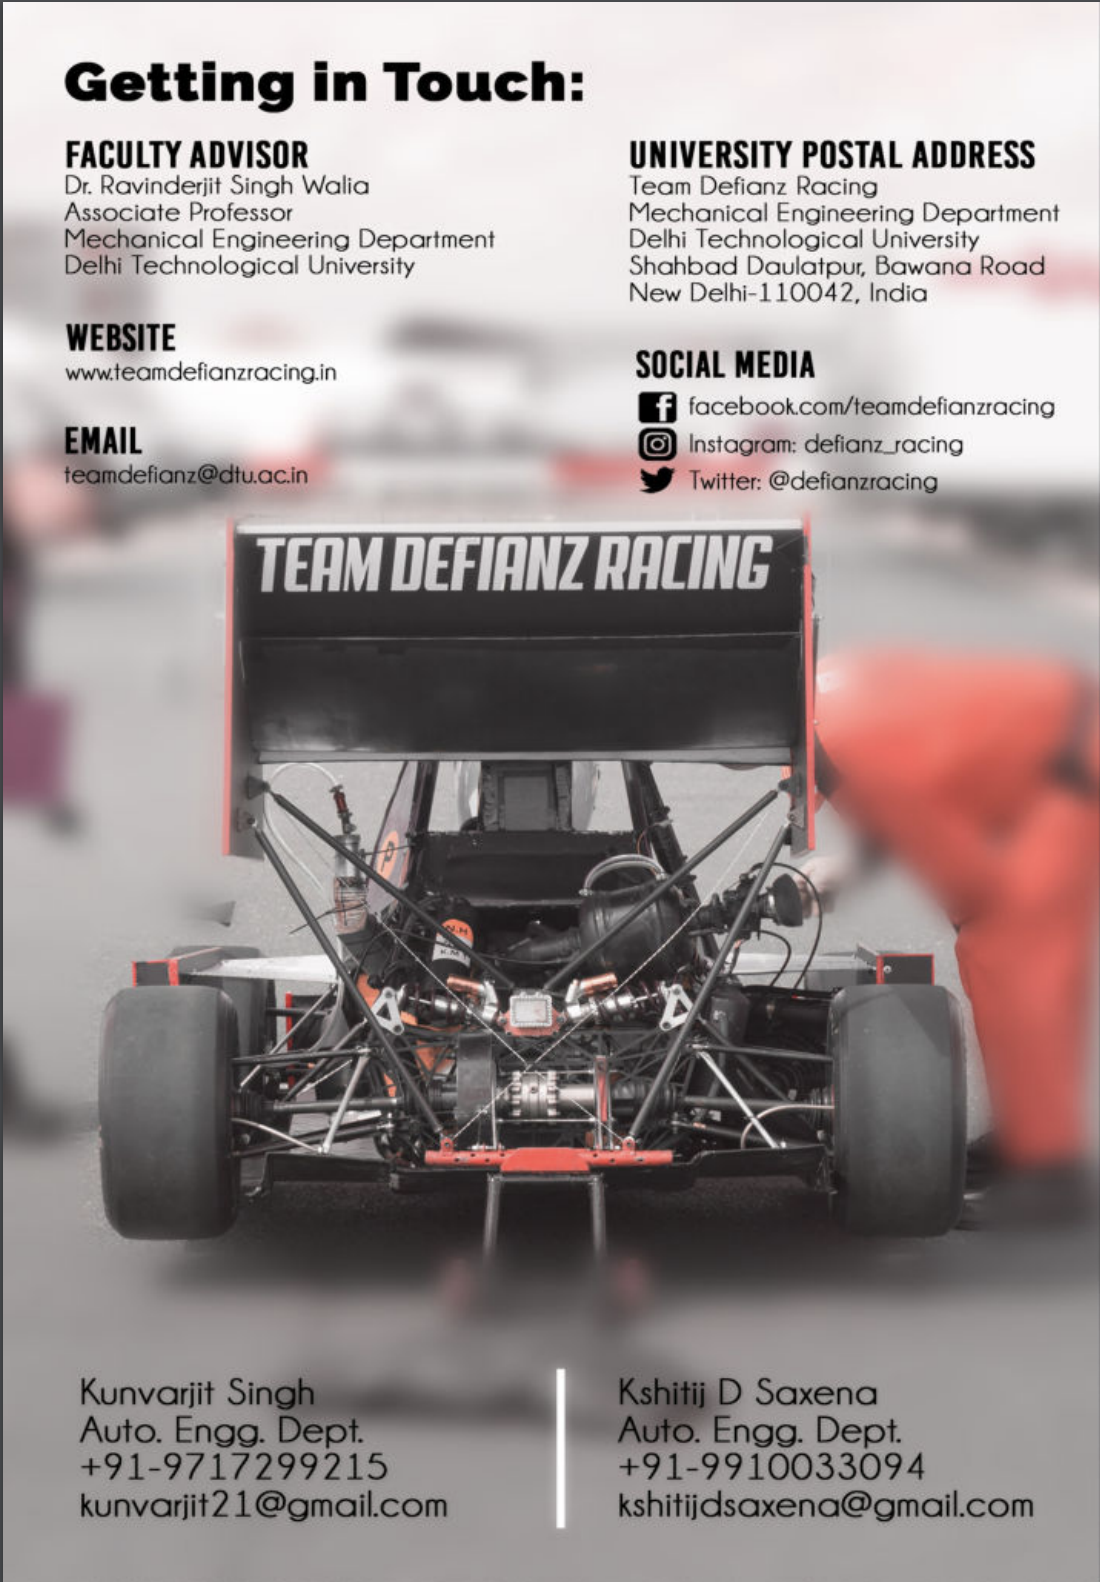 Getting in Touch:
FACULTY ADVISOR
Dr. Ravinderjit Singh Walia
Associate Professor
Mechanical Engineering Department
Delhi Technological University
WEBSITE
www.teamdefianzracing.in
EMAIL
teamdefianz@dtu.ac.in
UNIVERSITY POSTAL ADDRESS
Team Defianz Racing
Mechanical Engineering Department
Delhi Technological University
Shahbad Daulatpur, Bawana Road
New Delhi-110042, India
SOCIAL MEDIA
facebook.com/teamdefianzracing
Instagram: defianz_racing
Twitter: @defianzracing
TEAM DEFIANZ RACING
Kunvarjit Singh
Auto. Engg. Dept.
+91-9717299215
kunvarjit21@gmail.com
Kshitij D Saxena
Auto. Engg. Dept.
+91-9910033094
kshitijdsaxena@gmail.com